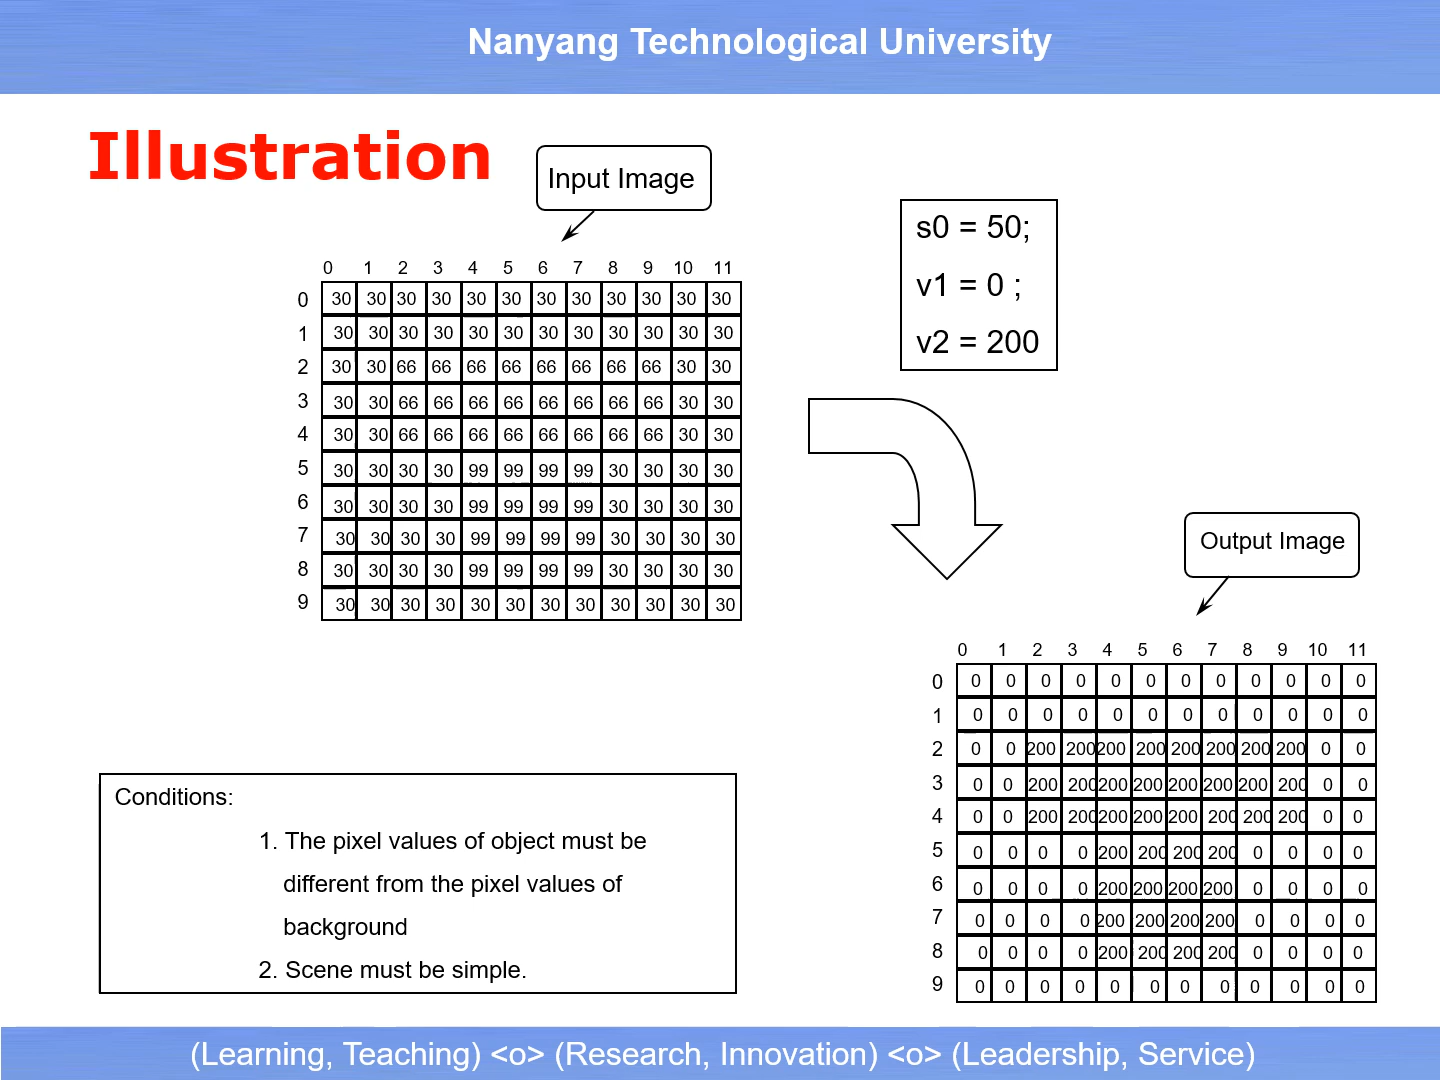 Nanyang Technological University
Illustration
Input Image
s0 = 50;
v1 = 0 ;
v2 = 200
0 1 2 3 4 5 6 7 8 9 10 11
0 30 30 30 30 30 30 30 30 30 30 30 30
1 30 30 30 30 30 30 30 30 30 30 30 30
2 30 30 66 66 66 66 66 66 66 66 30 30
3 30 30 66 66 66 66 66 66 66 66 30 30
4 30 30 66 66 66 66 66 66 66 66 30 30
5 30 30 30 30 99 99 99 99 30 30 30 30
6 30 30 30 30 99 99 99 99 30 30 30 30
7 30 30 30 30 99 99 99 99 30 30 30 30
8 30 30 30 30 99 99 99 99 30 30 30 30
9 30 30 30 30 30 30 30 30 30 30 30 30
Output Image
0 1 2 3 4 5 6 7 8 9 10 11
0 0 0 0 0 0 0 0 0 0 0 0 0
1 0 0 0 0 0 0 0 0 0 0 0 0
2 0 0 200 200 200 200 200 200 200 200 0 0
3 0 0 200 200 200 200 200 200 200 200 0 0
4 0 0 200 200 200 200 200 200 200 200 0 0
5 0 0 0 0 200 200 200 200 0 0 0 0
6 0 0 0 0 200 200 200 200 0 0 0 0
7 0 0 0 0 200 200 200 200 0 0 0 0
8 0 0 0 0 200 200 200 200 0 0 0 0
9 0 0 0 0 0 0 0 0 0 0 0 0
Conditions:
1. The pixel values of object must be
different from the pixel values of
background
2. Scene must be simple.
(Learning, Teaching) <o> (Research, Innovation) <o> (Leadership, Service)